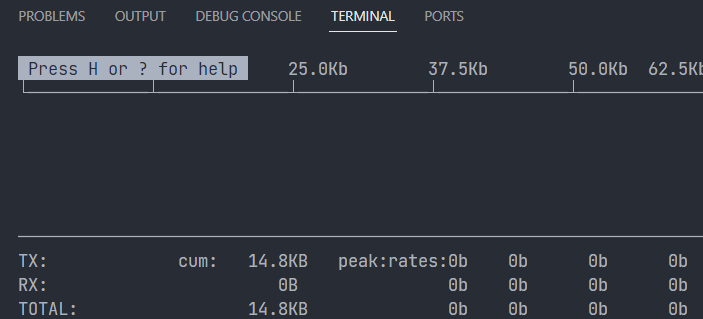 PROBLEMS OUTPUT DEBUG CONSOLE TERMINAL PORTS
Press H or ? for help 25.0Kb 37.5Kb 50.0Kb 62.5Kb
TX: cum: 14.8KB peak:rates:0b 0b 0b 0b
RX: 0B 0b 0b 0b 0b
TOTAL: 14.8KB 0b 0b 0b 0b